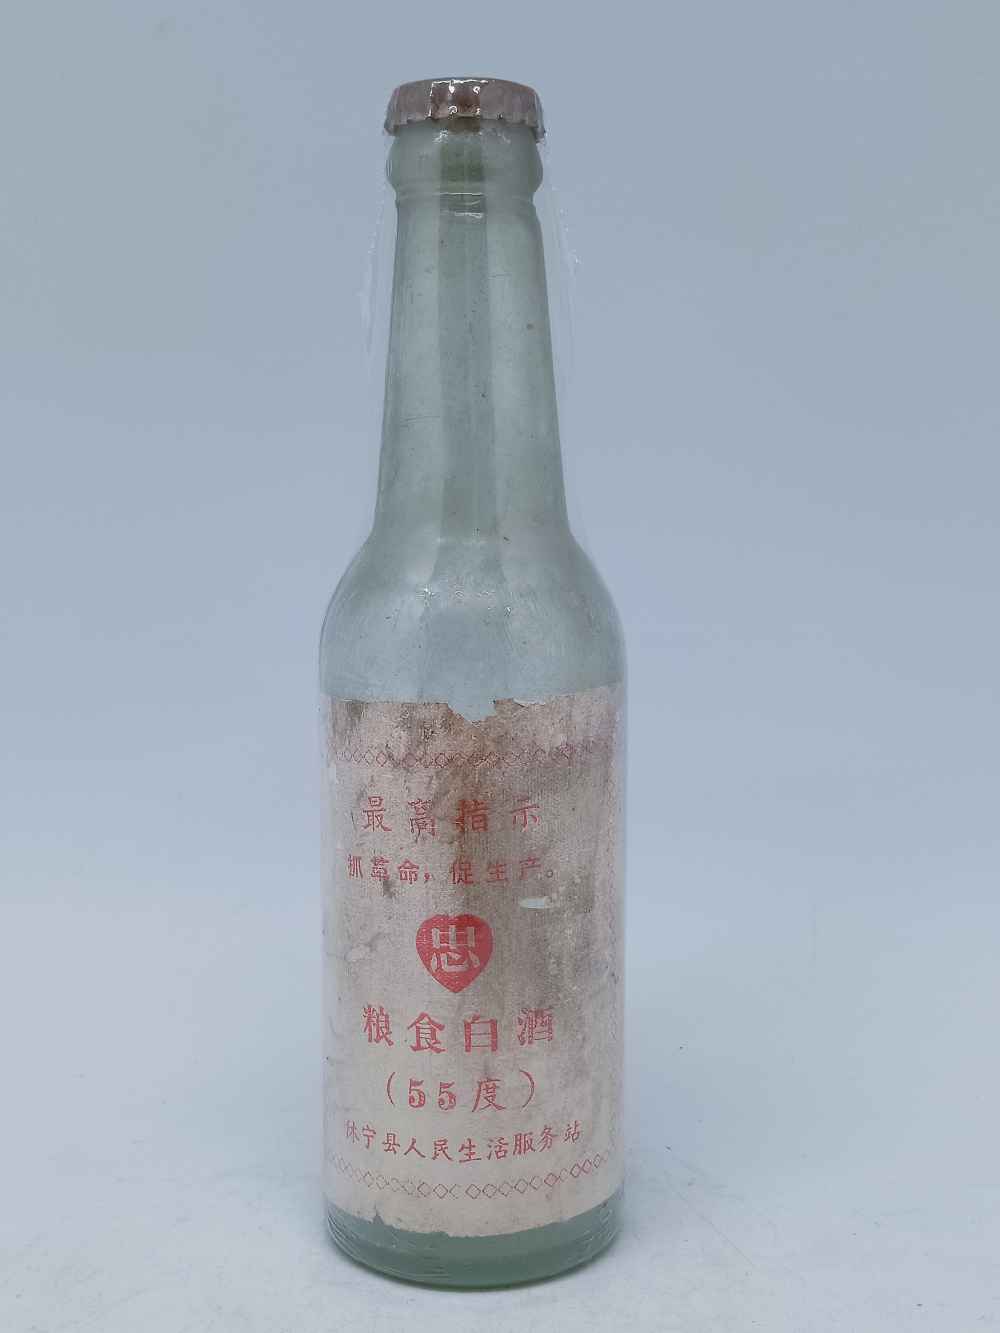 最高指示
抓革命，促生产。
忠
粮食白酒
（55度）
休宁县人民生活服务站